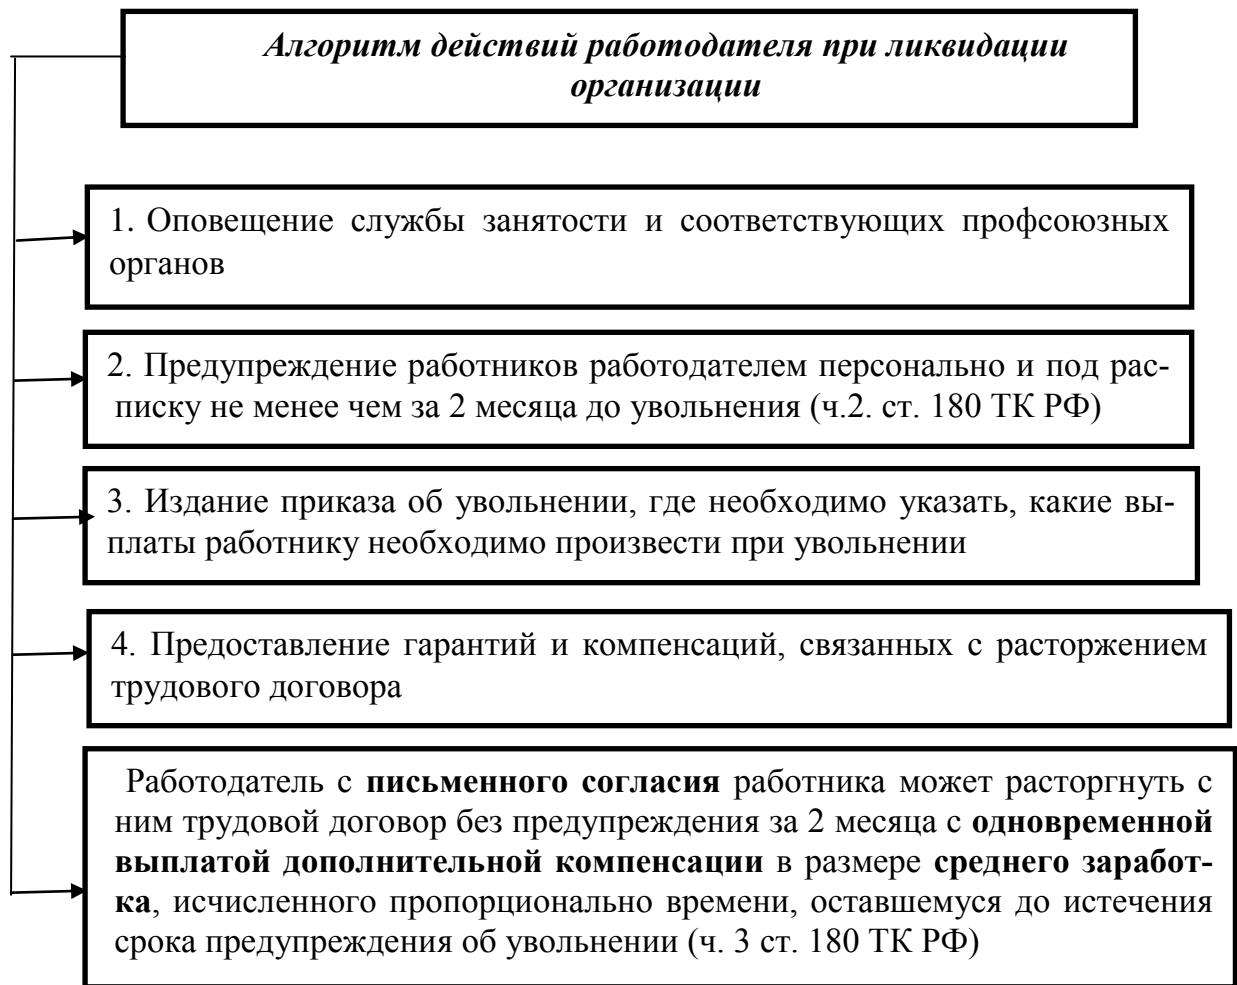 Алгоритм действий работодателя при ликвидации
организации
1. Оповещение службы занятости и соответствующих профсоюзных
органов
2. Предупреждение работников работодателем персонально и под рас-
писку не менее чем за 2 месяца до увольнения (ч.2. ст. 180 ТК РФ)
3. Издание приказа об увольнении, где необходимо указать, какие вы-
платы работнику необходимо произвести при увольнении
4. Предоставление гарантий и компенсаций, связанных с расторжением
трудового договора
Работодатель с письменного согласия работника может расторгнуть с
ним трудовой договор без предупреждения за 2 месяца с одновременной
выплатой дополнительной компенсации в размере среднего заработ-
ка, исчисленного пропорционально времени, оставшемуся до истечения
срока предупреждения об увольнении (ч. 3 ст. 180 ТК РФ)